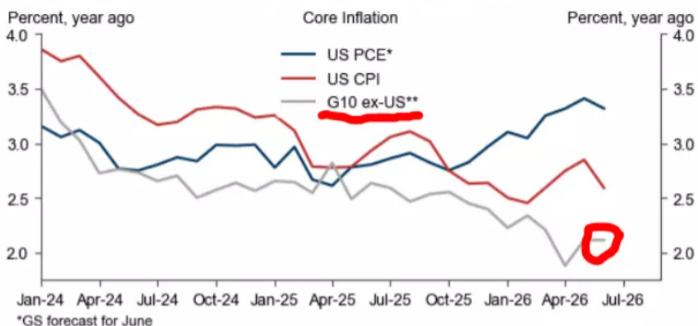 Percent, year ago
Core Inflation
Percent, year ago
4.0
3.5
3.0
2.5
2.0
US PCE*
US CPI
G10 ex-US**
4.0
3.5
3.0
2.5
2.0
Jan-24 Apr-24 Jul-24 Oct-24 Jan-25 Apr-25 Jul-25 Oct-25 Jan-26 Apr-26 Jul-26
*GS forecast for June